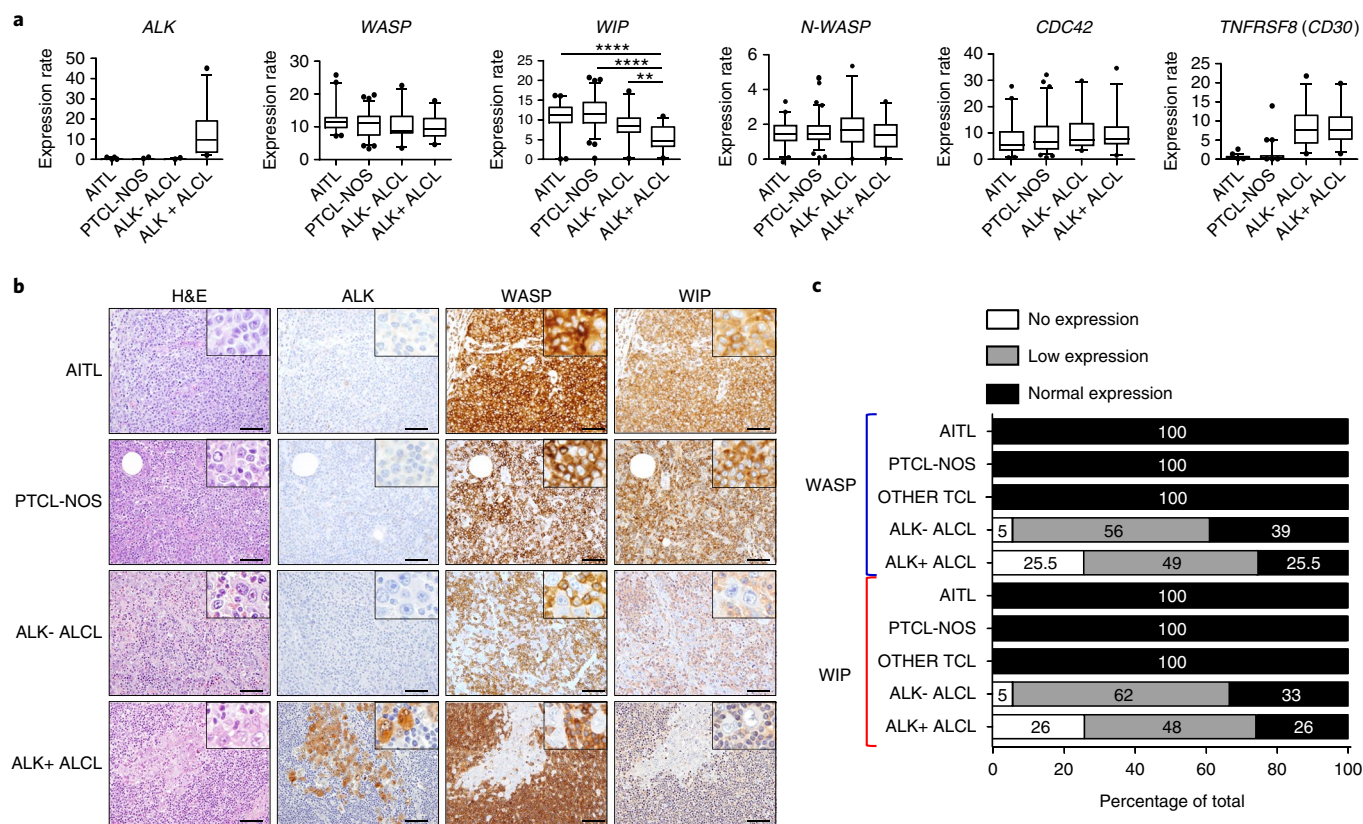 a
ALK
Expression rate
50
40
30
20
10
0
AITL
PTCL-NOS
ALK- ALCL
ALK + ALCL
WASP
Expression rate
30
20
10
0
AITL
PTCL-NOS
ALK- ALCL
ALK+ ALCL
WIP
****
****
**
Expression rate
25
20
15
10
5
0
AITL
PTCL-NOS
ALK- ALCL
ALK+ ALCL
N-WASP
Expression rate
6
4
2
0
AITL
PTCL-NOS
ALK- ALCL
ALK+ ALCL
CDC42
Expression rate
40
30
20
10
0
AITL
PTCL-NOS
ALK- ALCL
ALK+ ALCL
TNFRSF8 (CD30)
Expression rate
25
20
15
10
5
0
AITL
PTCL-NOS
ALK- ALCL
ALK+ ALCL
b
H&E ALK WASP WIP
AITL
PTCL-NOS
ALK- ALCL
ALK+ ALCL
c
No expression
Low expression
Normal expression
WASP
AITL 100
PTCL-NOS 100
OTHER TCL 100
ALK- ALCL 5 56 39
ALK+ ALCL 25.5 49 25.5
WIP
AITL 100
PTCL-NOS 100
OTHER TCL 100
ALK- ALCL 5 62 33
ALK+ ALCL 26 48 26
0 20 40 60 80 100
Percentage of total